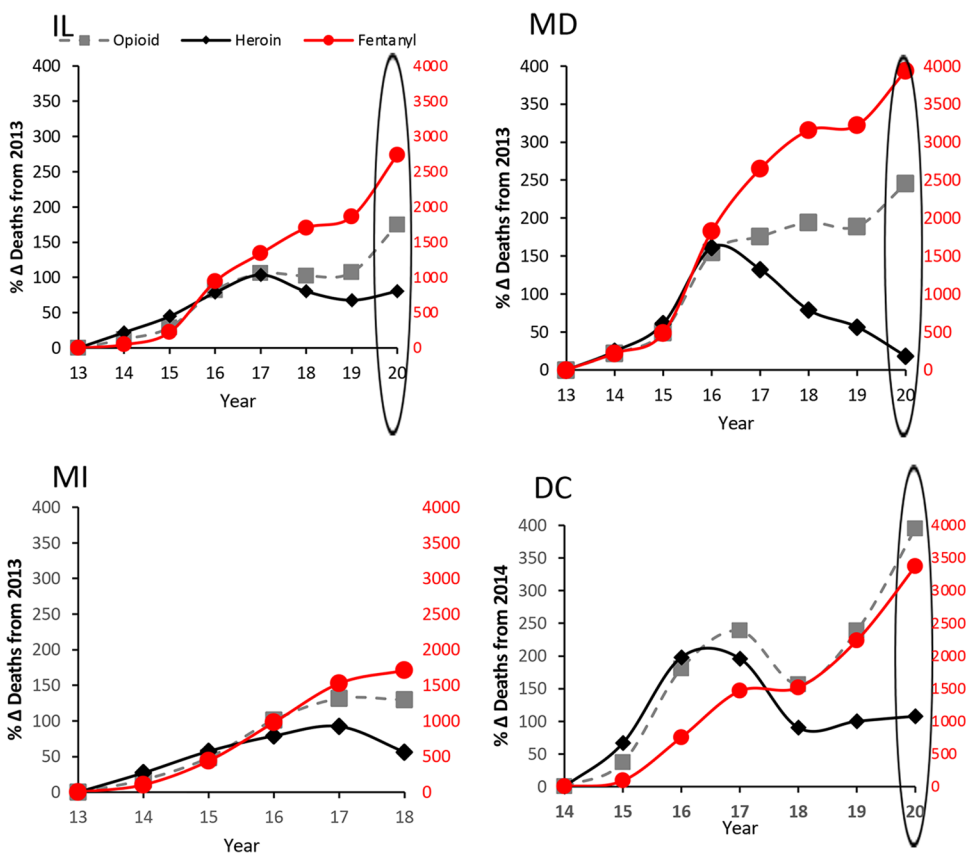 IL
Opioid Heroin Fentanyl
400 4000
350 3500
300 3000
250 2500
200 2000
150 1500
100 1000
50 500
0 0
% Δ Deaths from 2013
13 14 15 16 17 18 19 20
Year
MD
400 4000
350 3500
300 3000
250 2500
200 2000
150 1500
100 1000
50 500
0 0
% Δ Deaths from 2013
13 14 15 16 17 18 19 20
Year
MI
400 4000
350 3500
300 3000
250 2500
200 2000
150 1500
100 1000
50 500
0 0
% Δ Deaths from 2013
13 14 15 16 17 18
Year
DC
400 4000
350 3500
300 3000
250 2500
200 2000
150 1500
100 1000
50 500
0 0
% Δ Deaths from 2014
14 15 16 17 18 19 20
Year